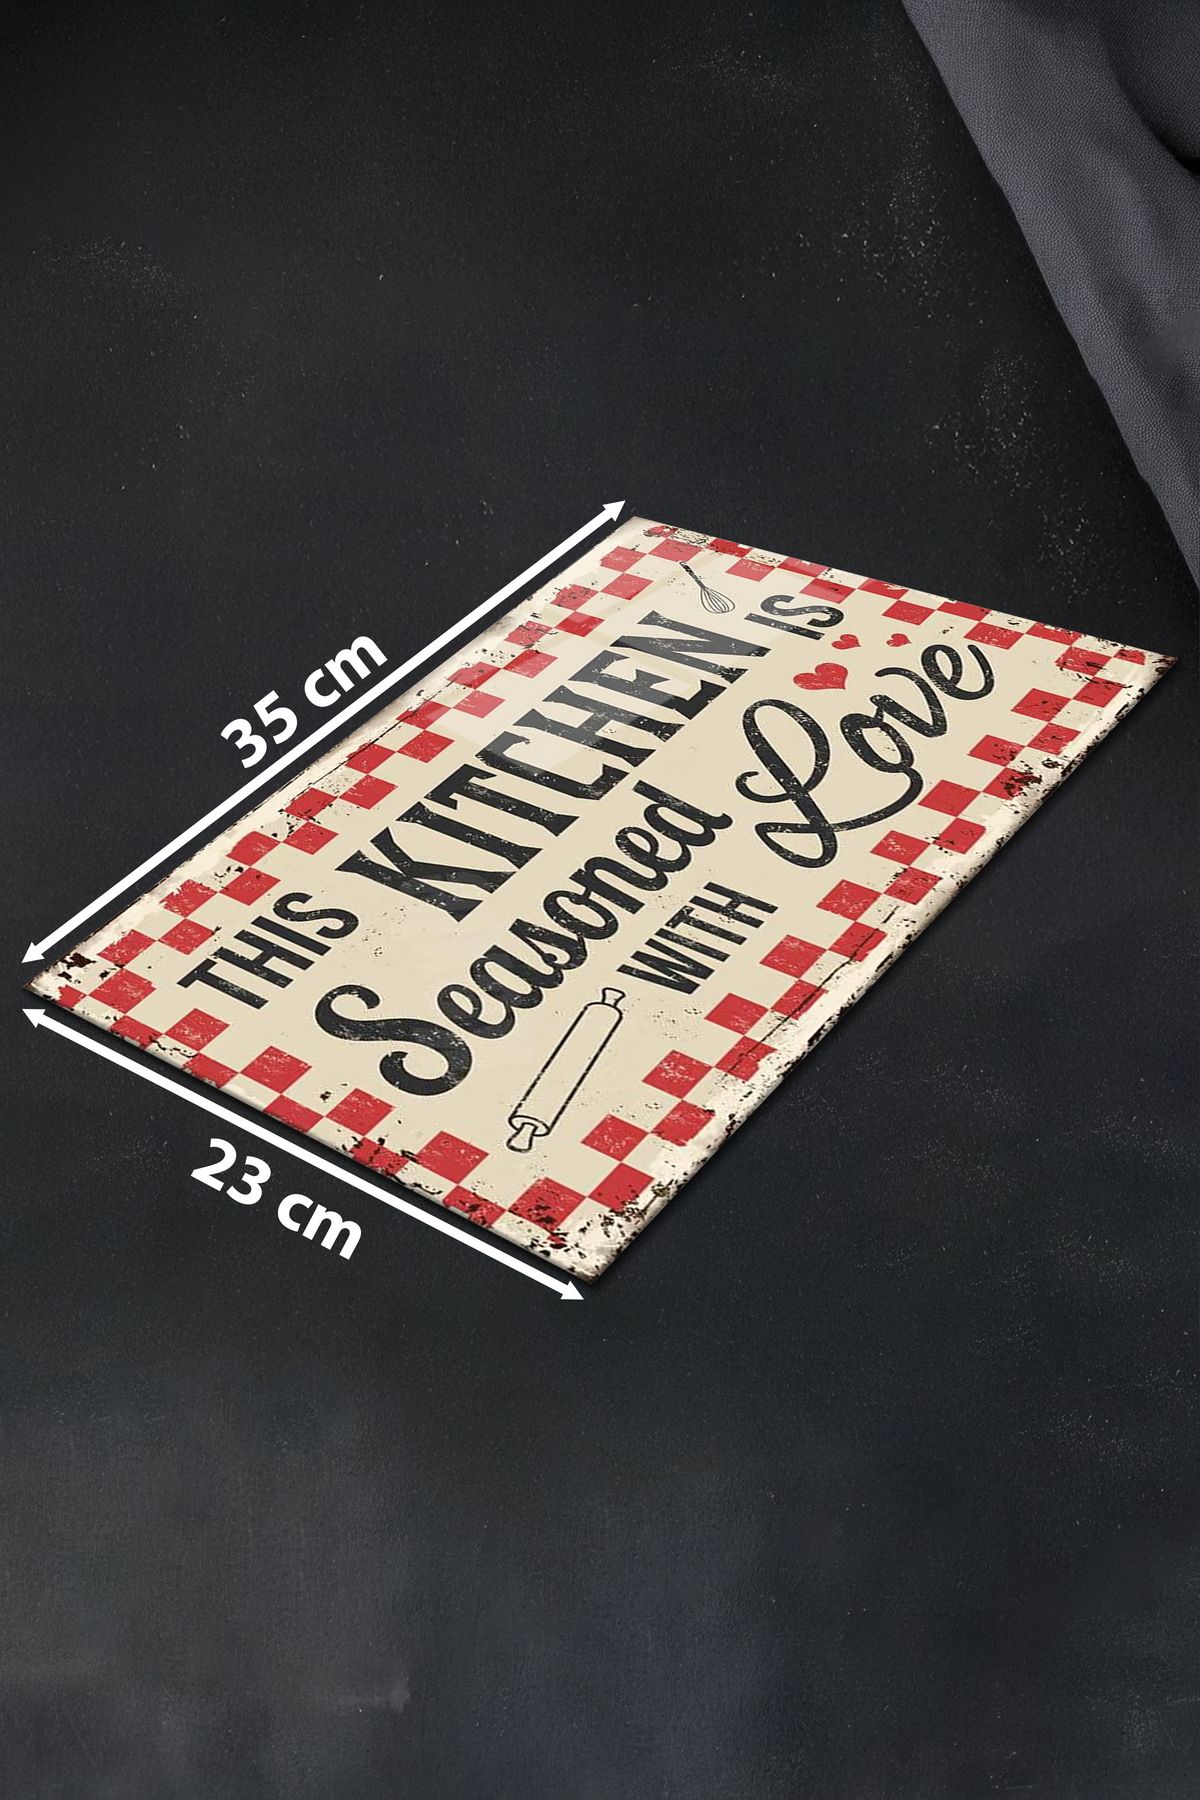 35 cm
THIS KITCHEN IS
Seasoned
WITH Love
23 cm